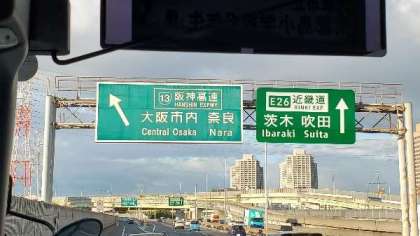 13 阪神高速
HANSHIN EXPWY
大阪市内 奈良
Central Osaka Nara
E26 近畿道
KINKI EXP
茨木 吹田
Ibaraki Suita